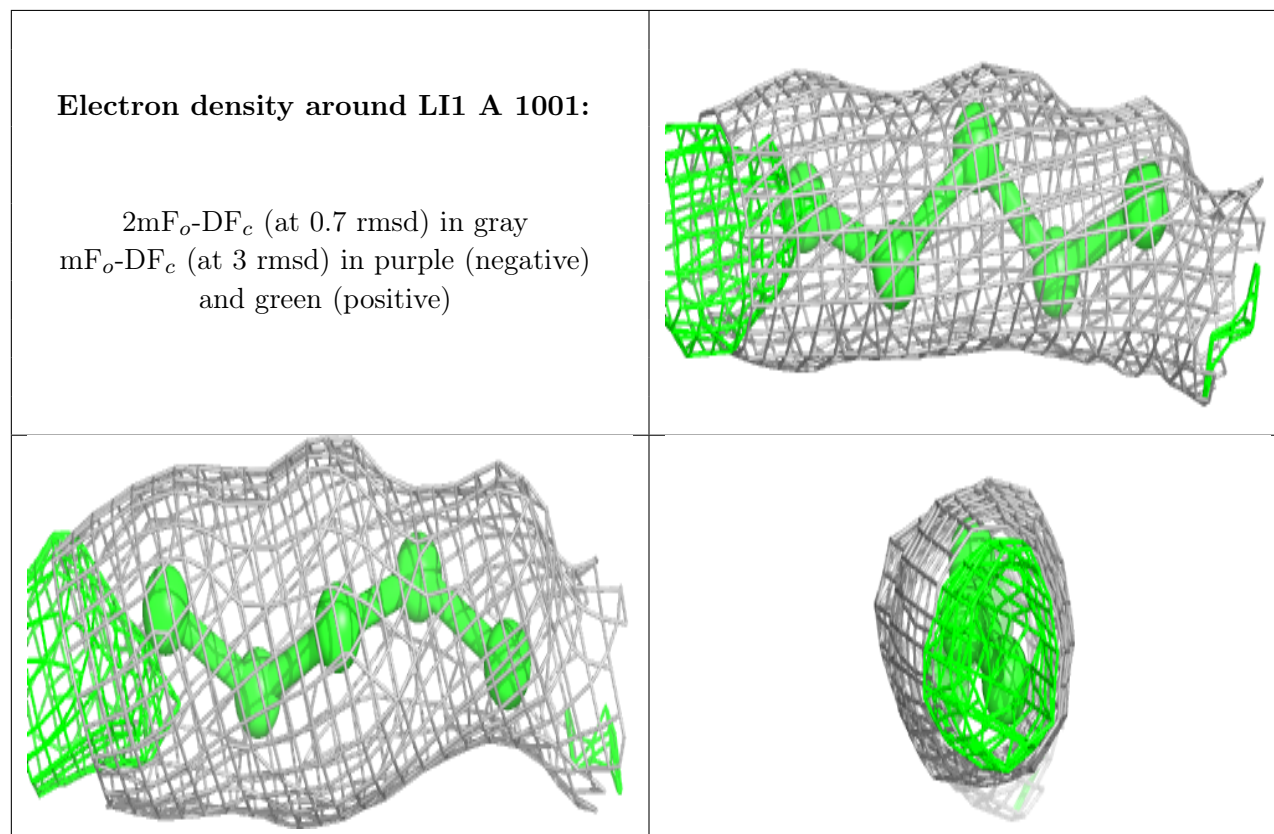 Electron density around LI1 A 1001:
2mFo-DFc (at 0.7 rmsd) in gray
mFo-DFc (at 3 rmsd) in purple (negative)
and green (positive)